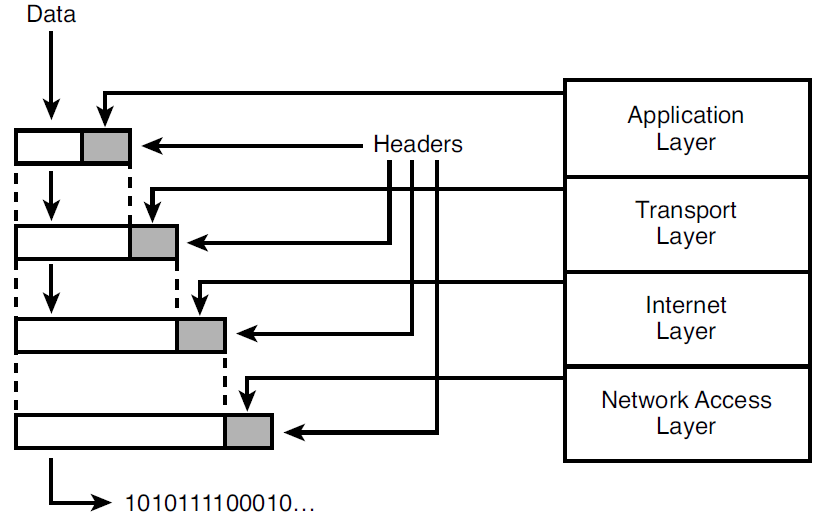 Data
Headers
Application
Layer
Transport
Layer
Internet
Layer
Network Access
Layer
1010111100010...